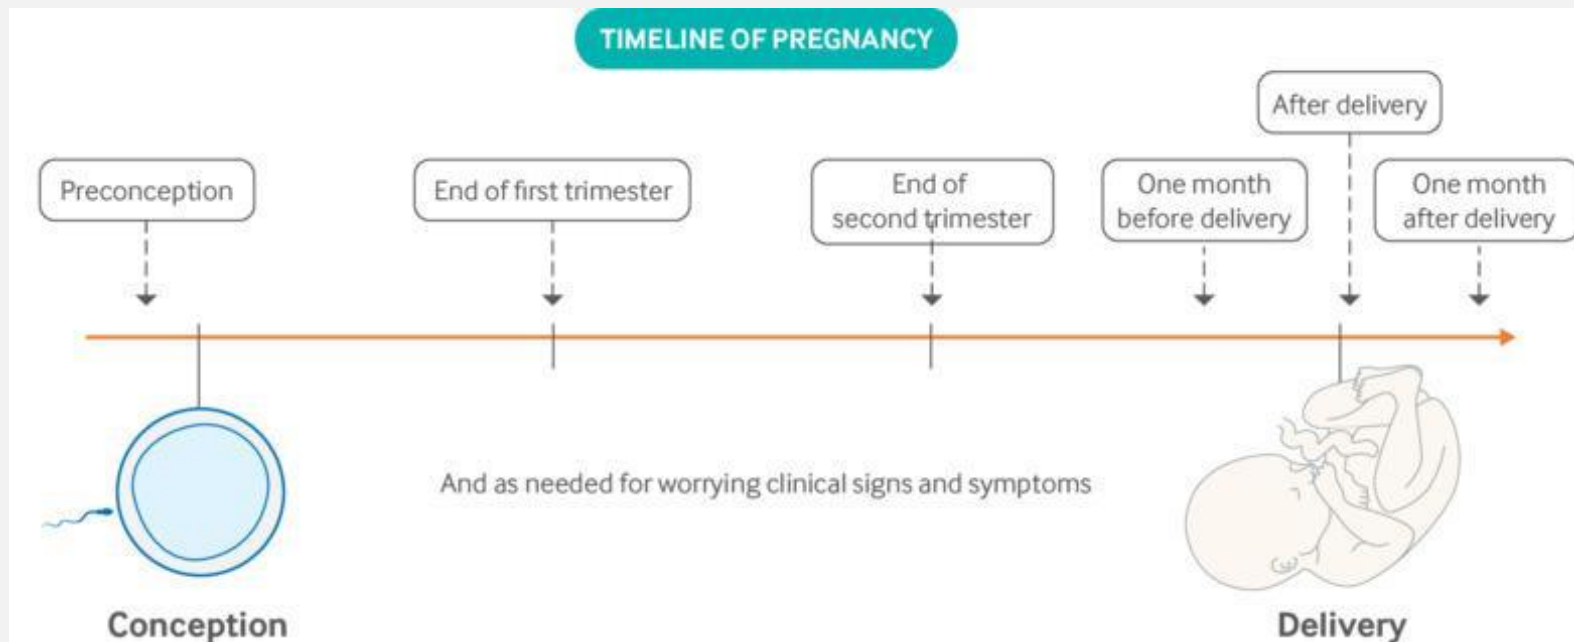 TIMELINE OF PREGNANCY
After delivery
Preconception
End of first trimester
End of
second trimester
One month
before delivery
One month
after delivery
And as needed for worrying clinical signs and symptoms
Conception
Delivery